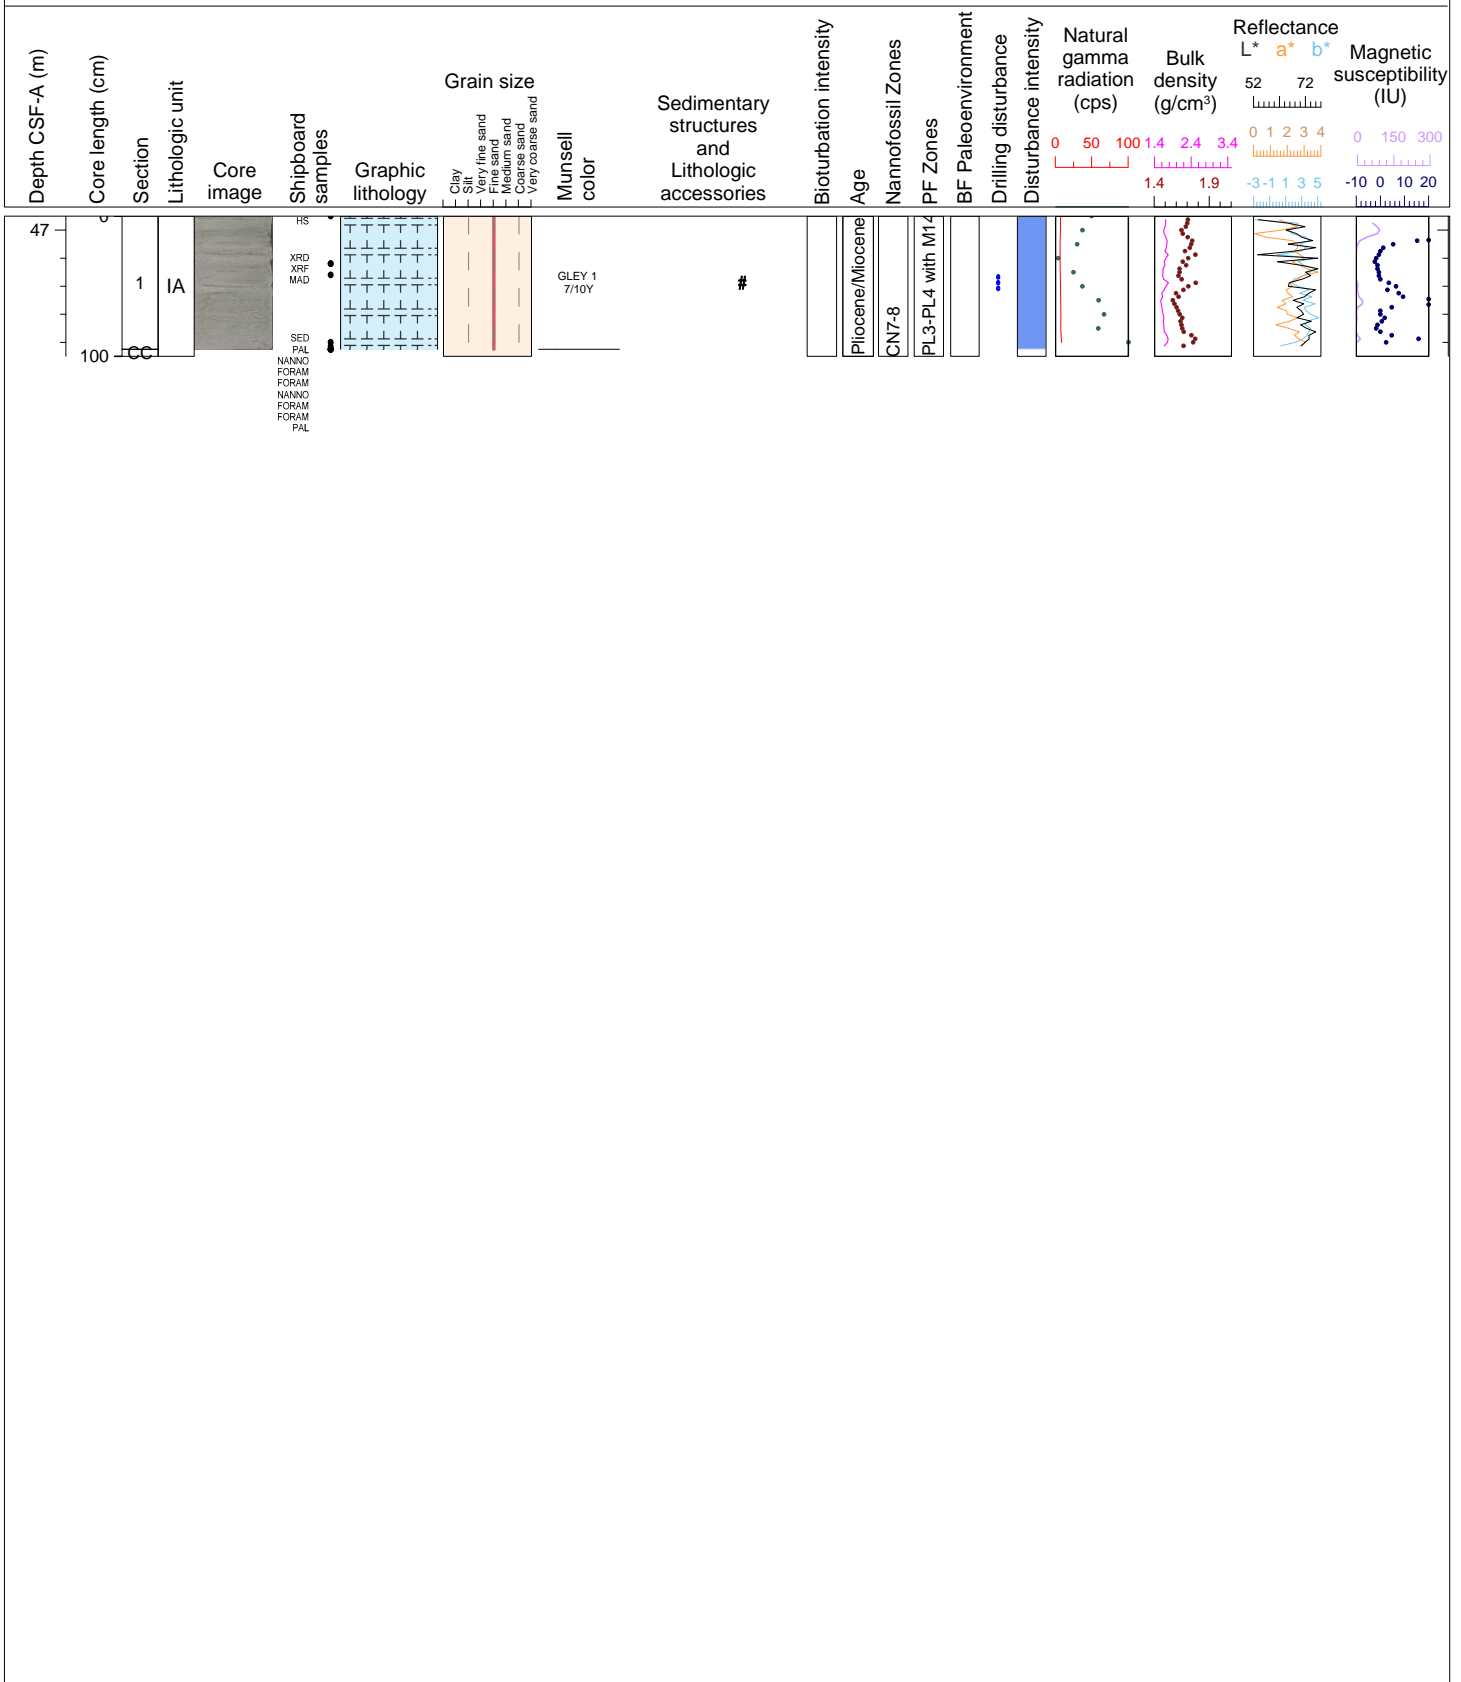 Depth CSF-A (m)
Core length (cm)
Section
Lithologic unit
Core
image
Shipboard
samples
Graphic
lithology
Grain size
Clay
Silt
Very fine sand
Fine sand
Medium sand
Coarse sand
Very coarse sand
Munsell
color
Sedimentary
structures
and
Lithologic
accessories
Bioturbation intensity
Age
Nannofossil Zones
PF Zones
BF Paleoenvironment
Drilling disturbance
Disturbance intensity
Natural
gamma
radiation
(cps)
0 50 100
Bulk
density
(g/cm³)
1.4 2.4 3.4
1.4 1.9
Reflectance
L* a* b*
52 72
0 1 2 3 4
-3 -1 1 3 5
Magnetic
susceptibility
(IU)
0 150 300
-10 0 10 20
47
0
100
1
CC
IA
HS
XRD
XRF
MAD
SED
PAL
NANNO
FORAM
FORAM
NANNO
FORAM
FORAM
PAL
GLEY 1
7/10Y
#
Pliocene/Miocene
CN7-8
PL3-PL4 with M14